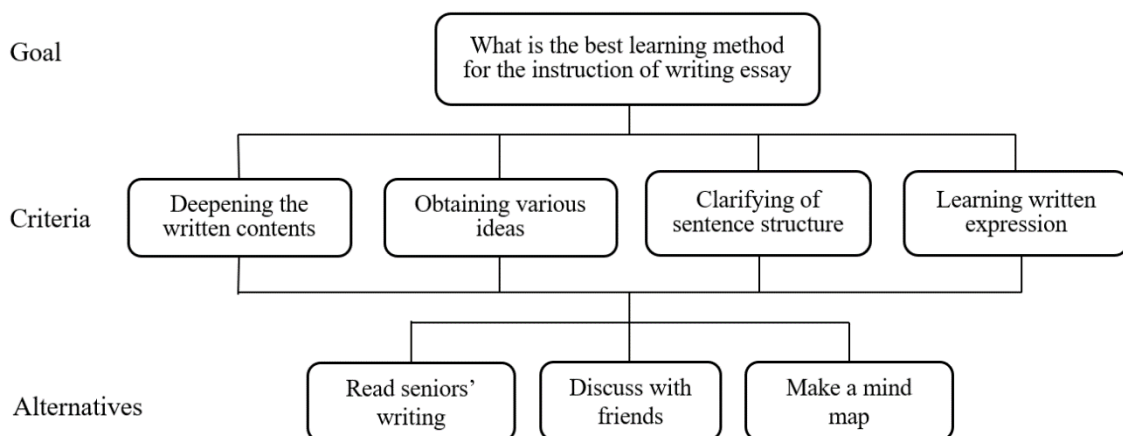 Goal
What is the best learning method
for the instruction of writing essay
Criteria
Deepening the
written contents
Obtaining various
ideas
Clarifying of
sentence structure
Learning written
expression
Alternatives
Read seniors’
writing
Discuss with
friends
Make a mind
map